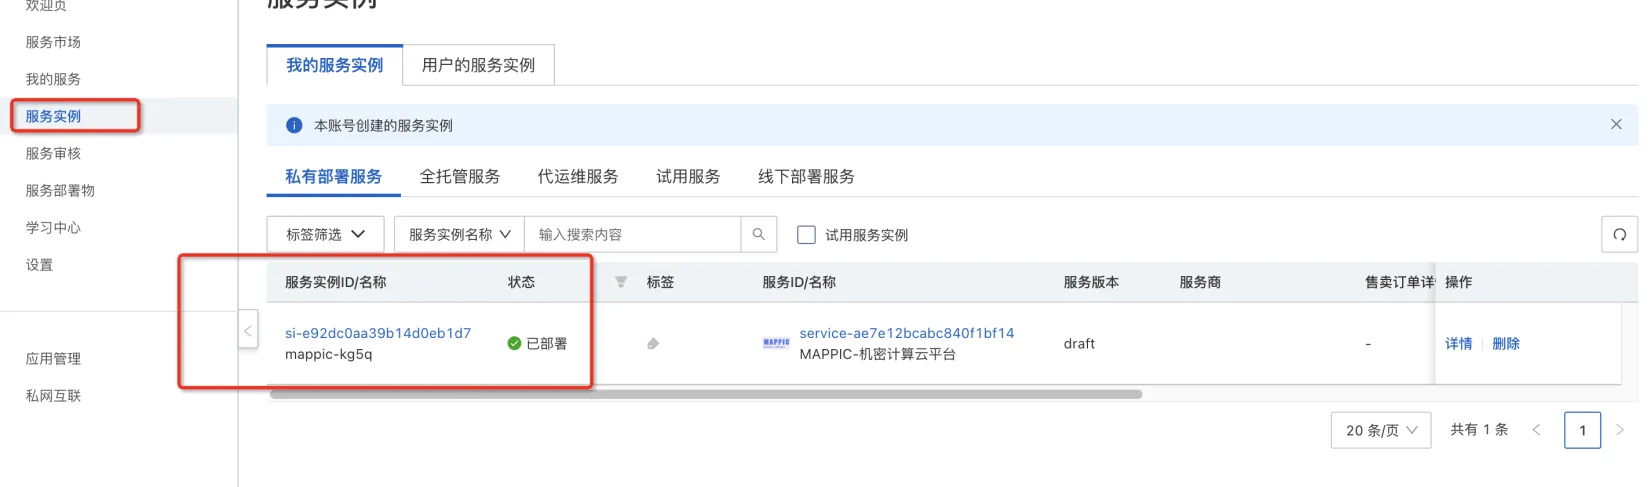 欢迎页
服务市场
我的服务
服务实例
服务审核
服务部署物
学习中心
设置
应用管理
私网互联
服务实例
我的服务实例 用户的服务实例
本账号创建的服务实例
私有部署服务 全托管服务 代运维服务 试用服务 线下部署服务
标签筛选 服务实例名称 输入搜索内容 试用服务实例
服务实例ID/名称 状态 标签 服务ID/名称 服务版本 服务商 售卖订单详 操作
si-e92dc0aa39b14d0eb1d7 service-ae7e12bcabc840f1bf14
已部署 MAPPIC draft - 详情 删除
mappic-kg5q MAPPIC-机密计算云平台
20 条/页 共有 1 条 1